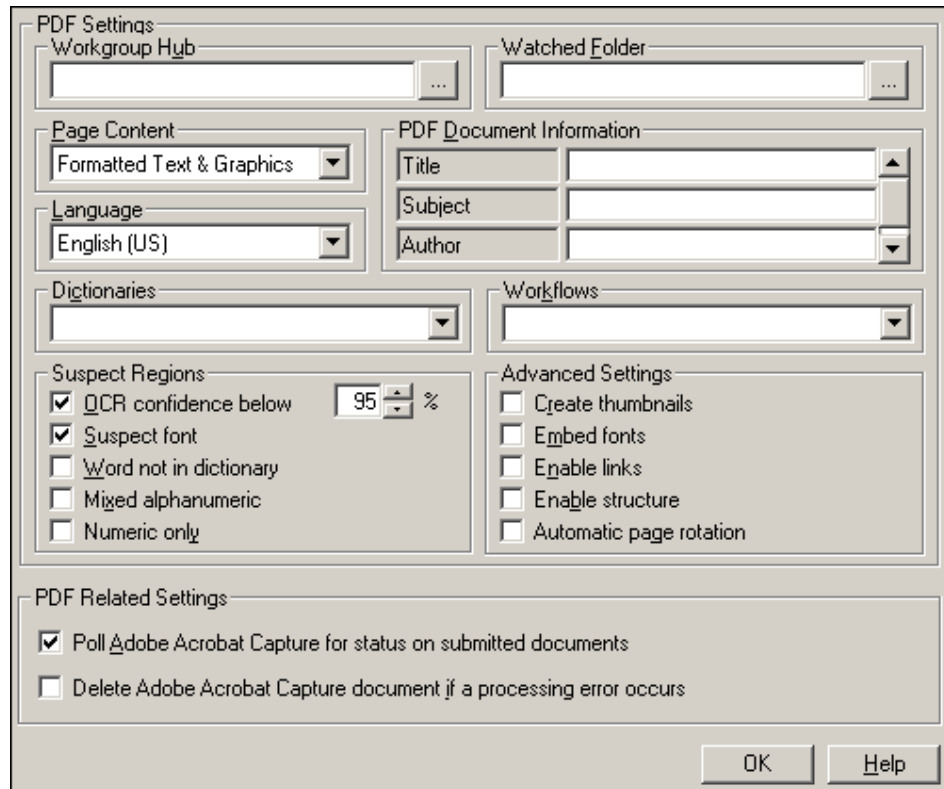 PDF Settings
Workgroup Hub
Watched Folder
...
...
Page Content
Formatted Text & Graphics
PDF Document Information
Title
Subject
Author
Language
English (US)
Dictionaries
Workflows
Suspect Regions
OCR confidence below 95 %
Suspect font
Word not in dictionary
Mixed alphanumeric
Numeric only
Advanced Settings
Create thumbnails
Embed fonts
Enable links
Enable structure
Automatic page rotation
PDF Related Settings
Poll Adobe Acrobat Capture for status on submitted documents
Delete Adobe Acrobat Capture document if a processing error occurs
OK
Help